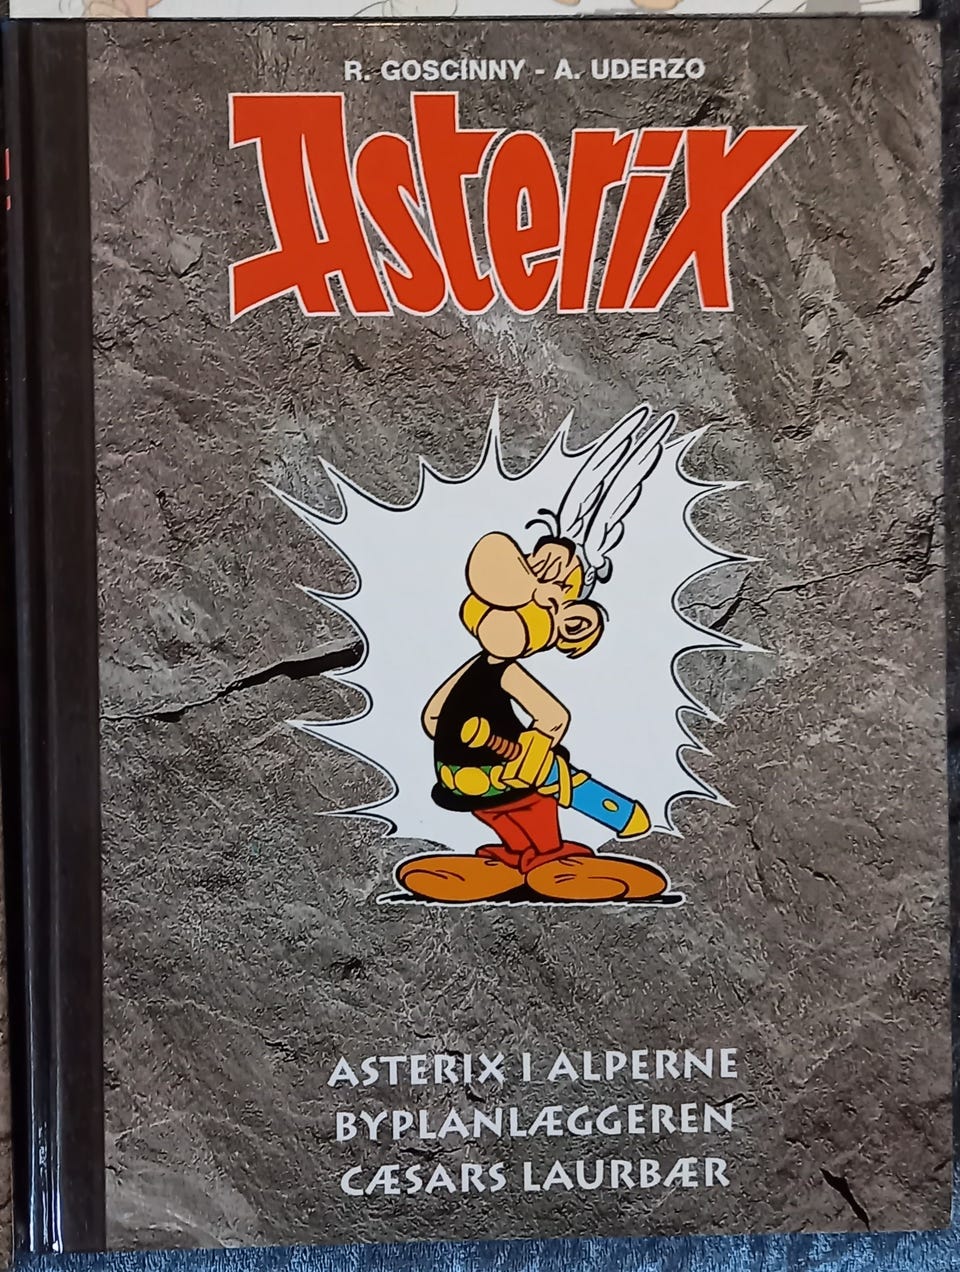 R. GOSCINNY - A. UDERZO
Asterix
ASTERIX I ALPERNE
BYPLANLÆGGEREN
CÆSARS LAURBÆR